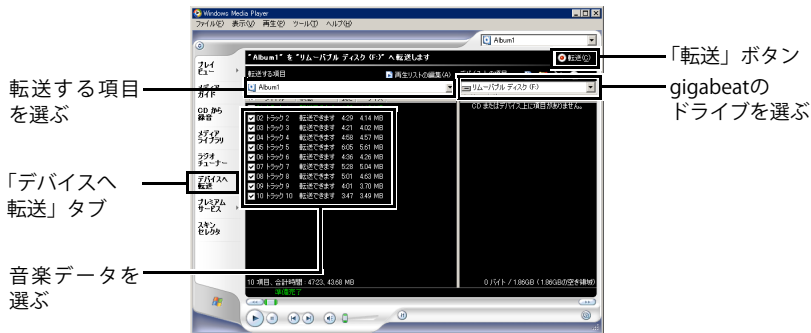 Windows Media Player
ファイル(F) 表示(V) 再生(P) ツール(T) ヘルプ(H)
Album1
"Album1" を "リムーバブル ディスク (F:)" へ転送します
転送(C)
転送する項目
再生リストの編集(A)
Album1
リムーバブル ディスク (F:)
CD またはデバイス上に項目がありません。
02 トラック 2 転送できます 4:29 4.14 MB
03 トラック 3 転送できます 4:21 4.02 MB
04 トラック 4 転送できます 4:58 4.57 MB
05 トラック 5 転送できます 6:05 5.61 MB
06 トラック 6 転送できます 4:36 4.26 MB
07 トラック 7 転送できます 5:28 5.04 MB
08 トラック 8 転送できます 5:01 4.63 MB
09 トラック 9 転送できます 4:01 3.70 MB
10 トラック 10 転送できます 3:47 3.49 MB
10 項目、合計時間 : 47:23, 43.68 MB
0 バイト / 1.86GB (1.86GBの空き領域)
準備完了
プレイ
ビュー
メディア
ガイド
CD から
録音
メディア
ライブラリ
ラジオ
チューナー
デバイスへ
転送
プレミアム
サービス
スキン
セレクタ
転送する項目
を選ぶ
「デバイスへ
転送」タブ
音楽データを
選ぶ
「転送」ボタン
gigabeatの
ドライブを選ぶ